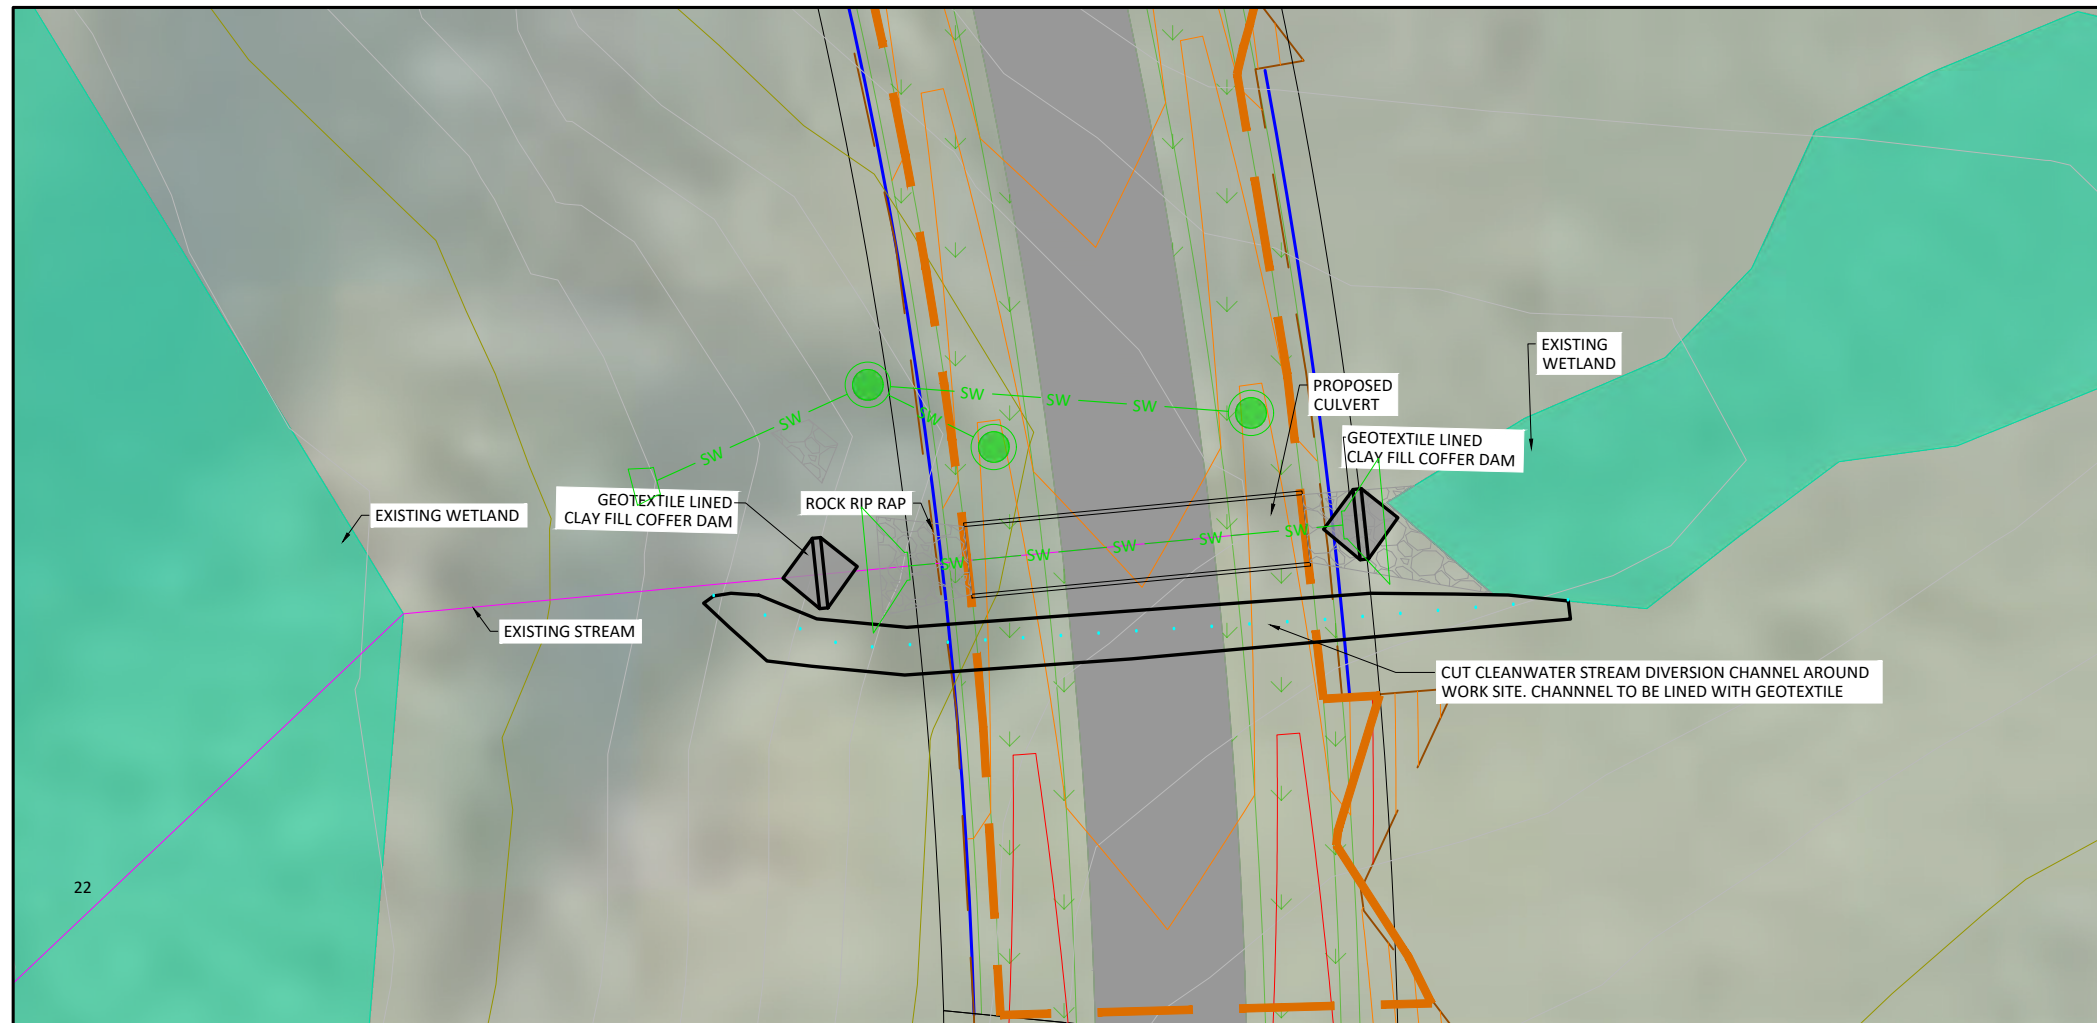 SW
SW
SW
SW
SW
SW
EXISTING
WETLAND
PROPOSED
CULVERT
GEOTEXTILE LINED
CLAY FILL COFFER DAM
GEOTEXTILE LINED
CLAY FILL COFFER DAM
ROCK RIP RAP
EXISTING WETLAND
SW
SW
SW
SW
SW
EXISTING STREAM
CUT CLEANWATER STREAM DIVERSION CHANNEL AROUND
WORK SITE. CHANNNEL TO BE LINED WITH GEOTEXTILE
22